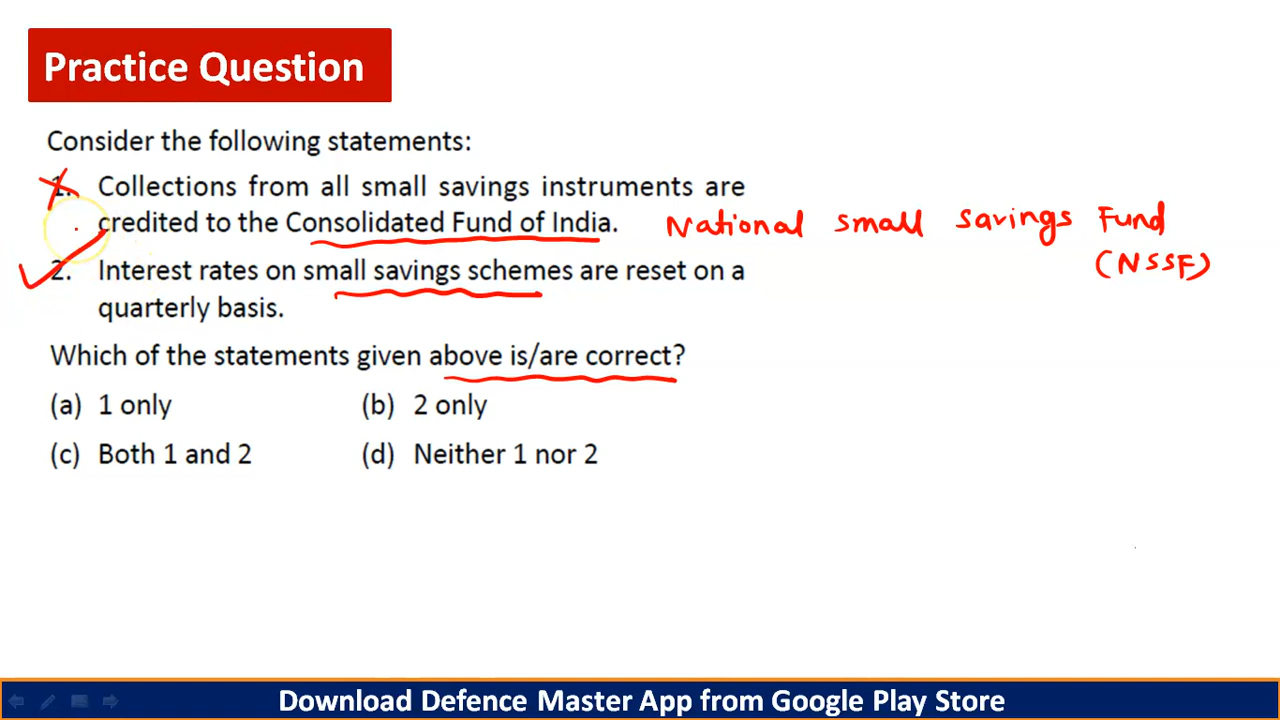 Practice Question
Consider the following statements:
1. Collections from all small savings instruments are
credited to the Consolidated Fund of India.
National small savings Fund
(NSSF)
2. Interest rates on small savings schemes are reset on a
quarterly basis.
Which of the statements given above is/are correct?
(a) 1 only (b) 2 only
(c) Both 1 and 2 (d) Neither 1 nor 2
Download Defence Master App from Google Play Store